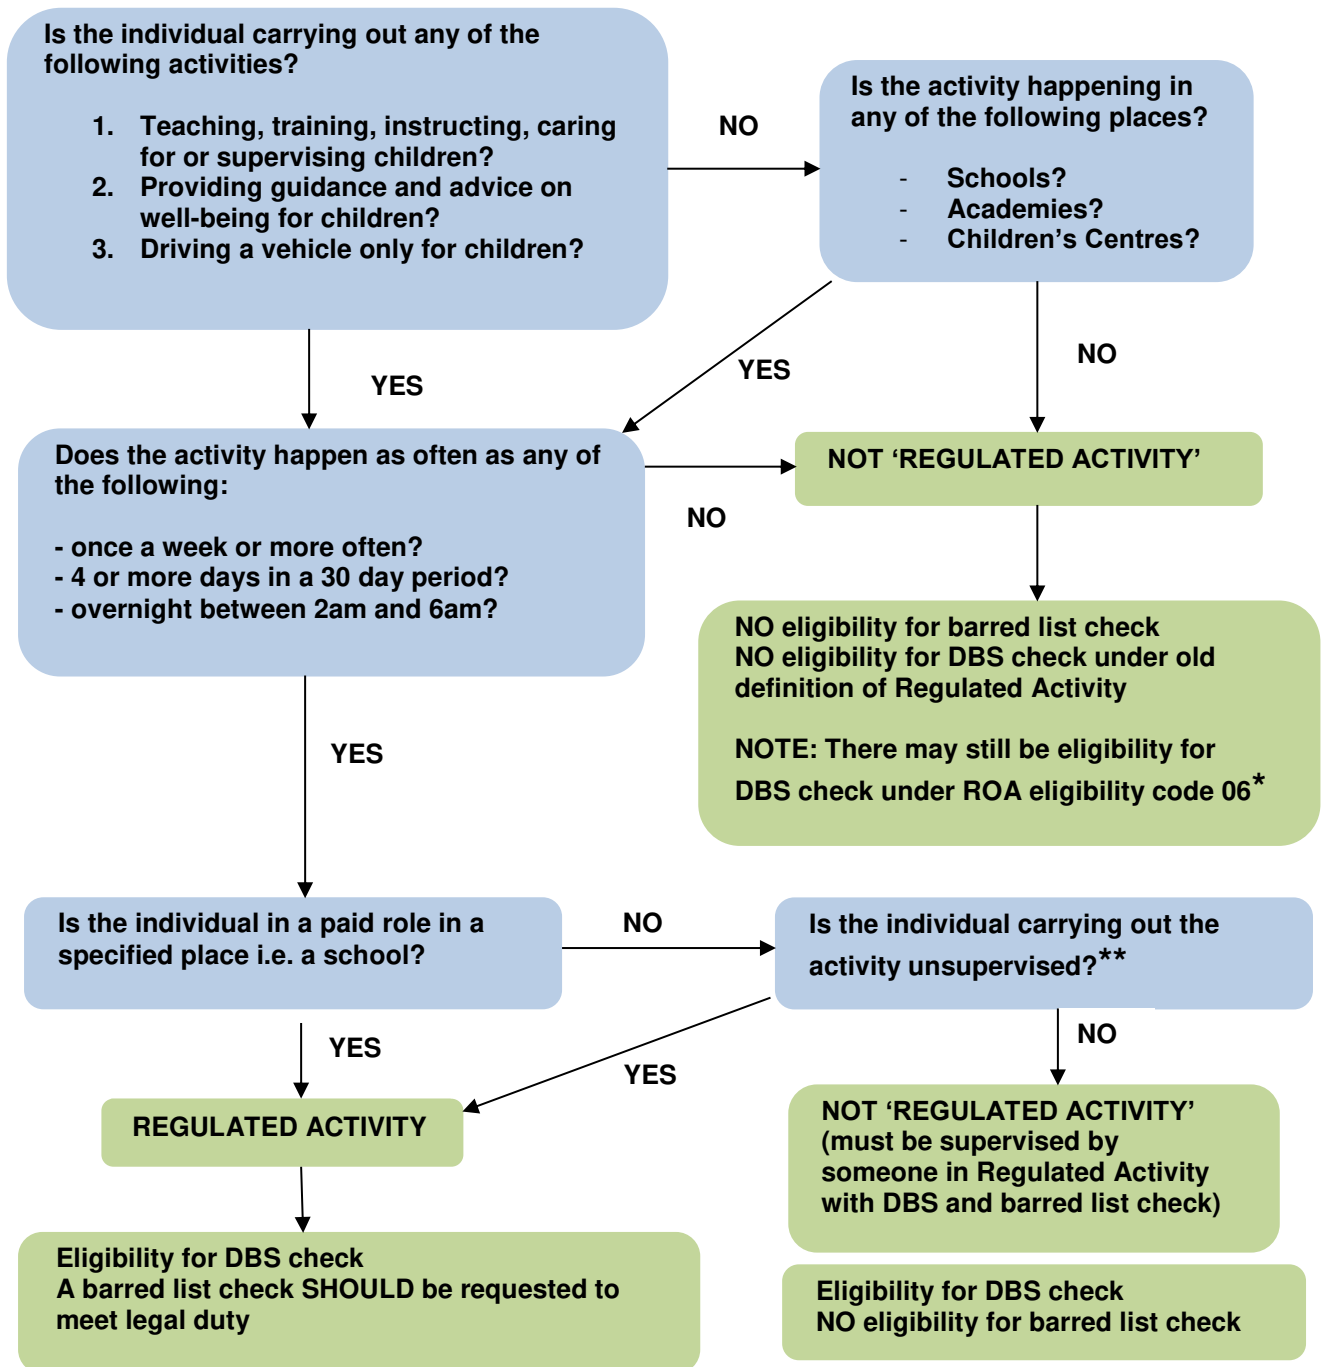 Is the individual carrying out any of the
following activities?
1. Teaching, training, instructing, caring
for or supervising children?
2. Providing guidance and advice on
well-being for children?
3. Driving a vehicle only for children?
NO
Is the activity happening in
any of the following places?
- Schools?
- Academies?
- Children’s Centres?
YES
YES
NO
Does the activity happen as often as any of
the following:
- once a week or more often?
- 4 or more days in a 30 day period?
- overnight between 2am and 6am?
NO
NOT ‘REGULATED ACTIVITY’
NO eligibility for barred list check
NO eligibility for DBS check under old
definition of Regulated Activity
NOTE: There may still be eligibility for
DBS check under ROA eligibility code 06*
YES
Is the individual in a paid role in a
specified place i.e. a school?
NO
Is the individual carrying out the
activity unsupervised?**
YES
YES
NO
REGULATED ACTIVITY
NOT ‘REGULATED ACTIVITY’
(must be supervised by
someone in Regulated Activity
with DBS and barred list check)
Eligibility for DBS check
A barred list check SHOULD be requested to
meet legal duty
Eligibility for DBS check
NO eligibility for barred list check